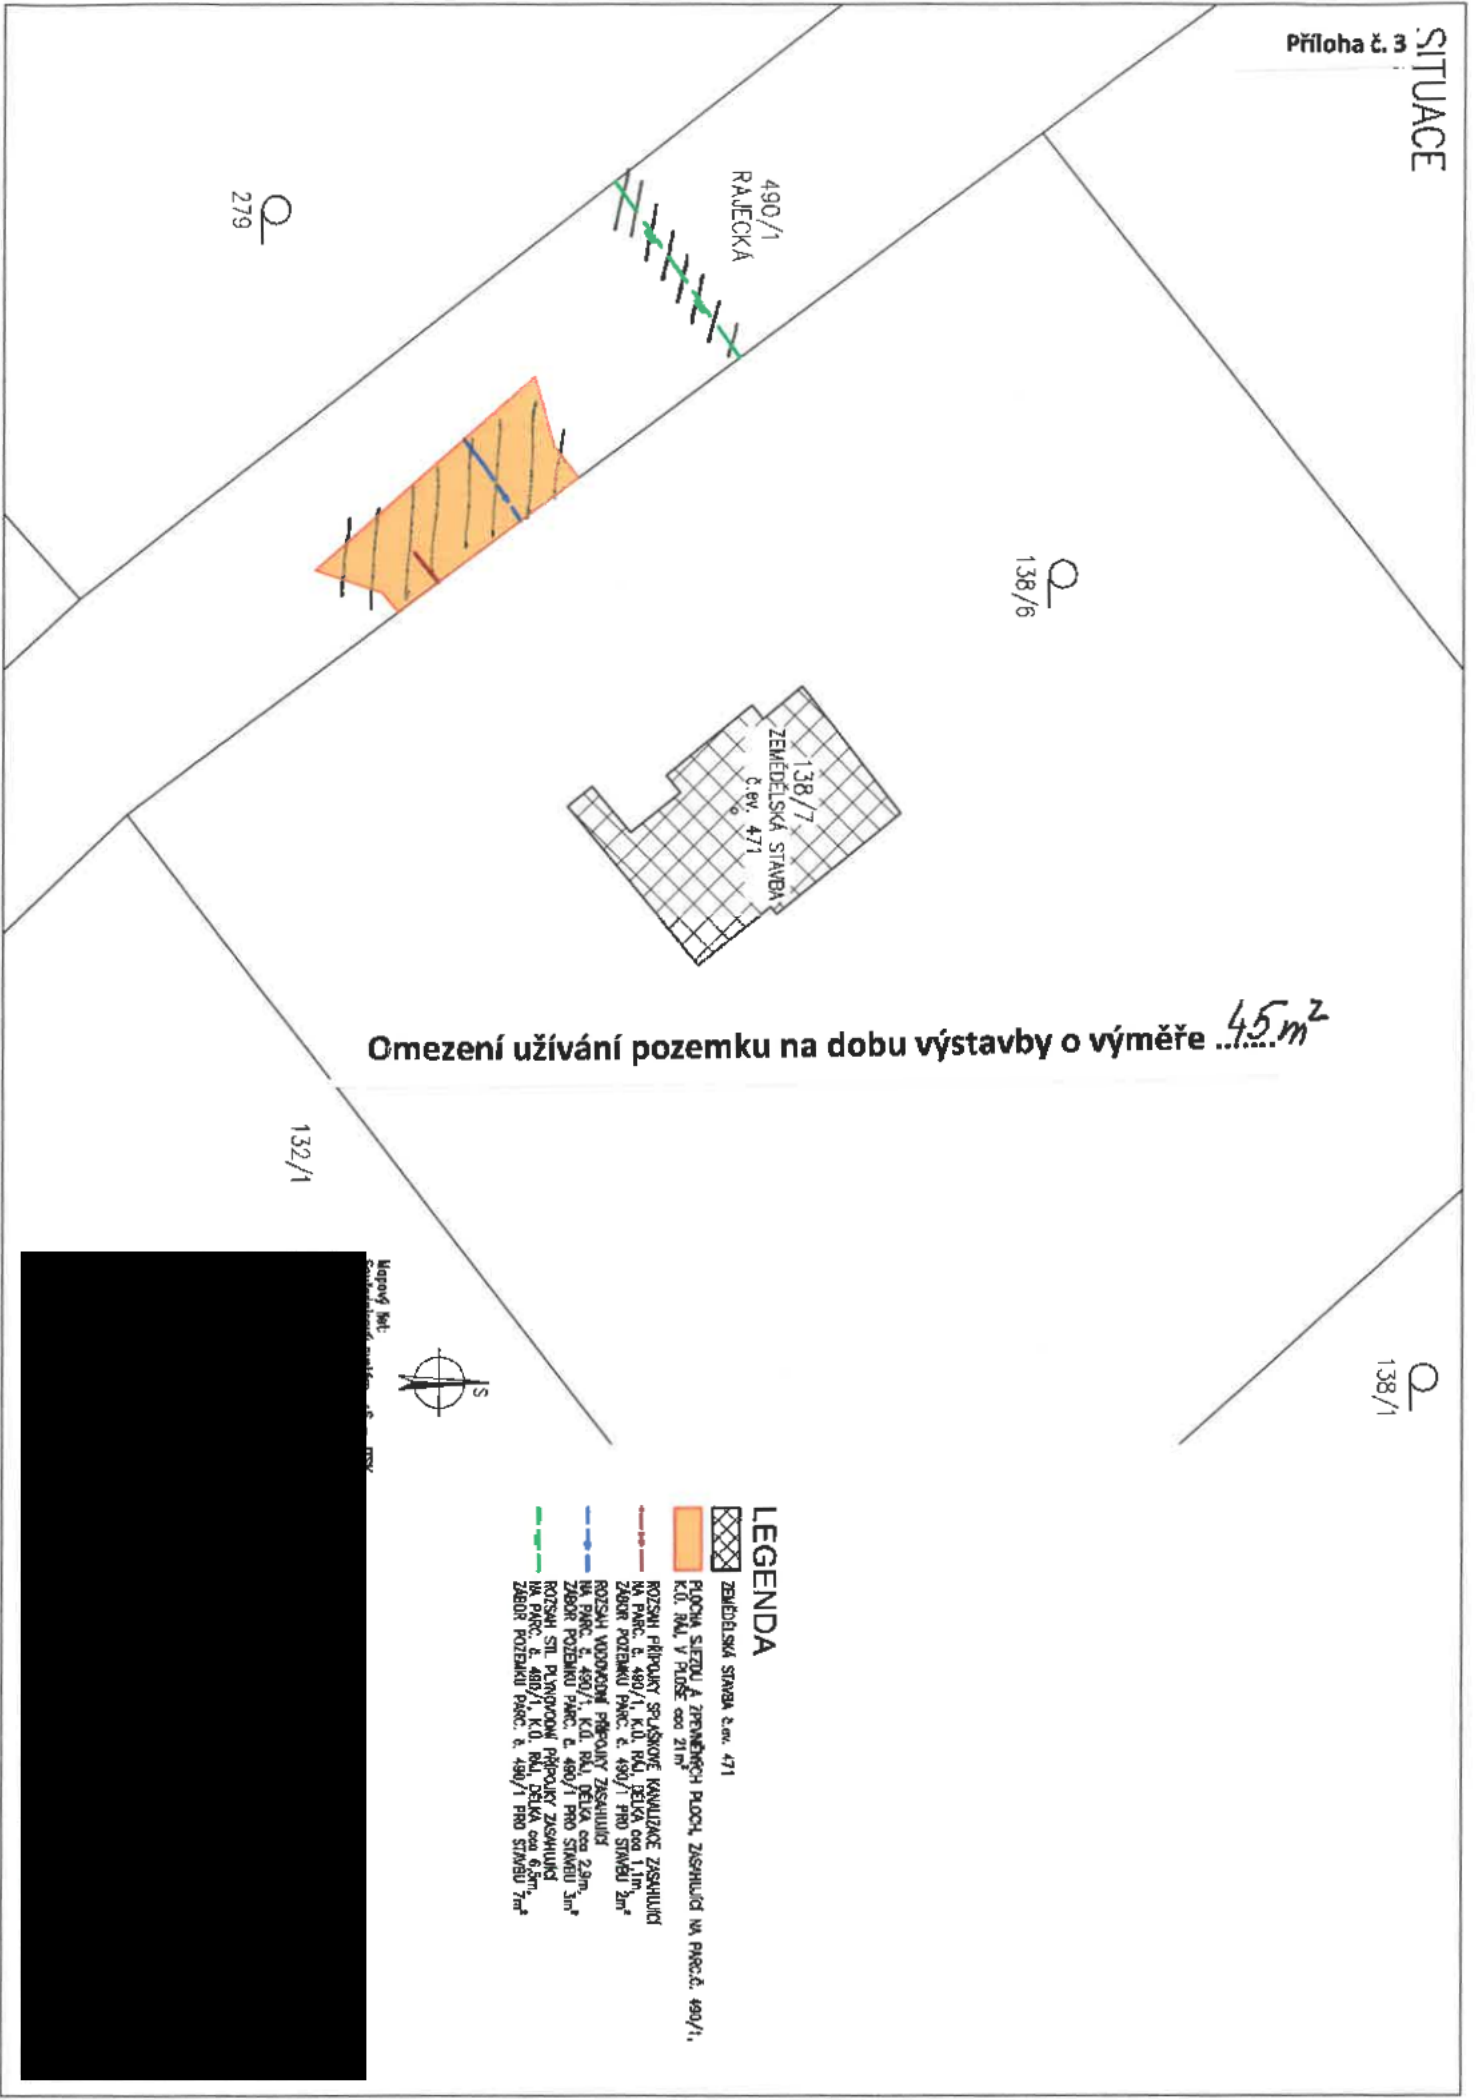 Příloha č. 3
SITUACE
490/1
RAJECKÁ
279
138/6
138/7
ZEMĚDĚLSKÁ STAVBA
č.ev. 471
Omezení užívání pozemku na dobu výstavby o výměře ..45 m²
132/1
138/1
Mapový list:
S
LEGENDA
ZEMĚDĚLSKÁ STAVBA č.ev. 471
PLOCHA SJEZDU A ZPEVNĚNÝCH PLOCH, ZASAHUJÍCÍ NA PARC.Č. 490/1,
K.Ú. RÁJ, V PLOŠE cca 21m²
ROZSAH PŘÍPOJKY SPLAŠKOVÉ KANALIZACE ZASAHUJÍCÍ
NA PARC. č. 490/1, K.Ú. RÁJ, DÉLKA cca 1,1m,
ZÁBOR POZEMKU PARC. č. 490/1 PRO STAVBU 2m²
ROZSAH VODOVODNÍ PŘÍPOJKY ZASAHUJÍCÍ
NA PARC. č. 490/1, K.Ú. RÁJ, DÉLKA cca 2,9m,
ZÁBOR POZEMKU PARC. č. 490/1 PRO STAVBU 3m²
ROZSAH STL PLYNOVODNÍ PŘÍPOJKY ZASAHUJÍCÍ
NA PARC. č. 490/1, K.Ú. RÁJ, DÉLKA cca 6,5m,
ZÁBOR POZEMKU PARC. č. 490/1 PRO STAVBU 7m²